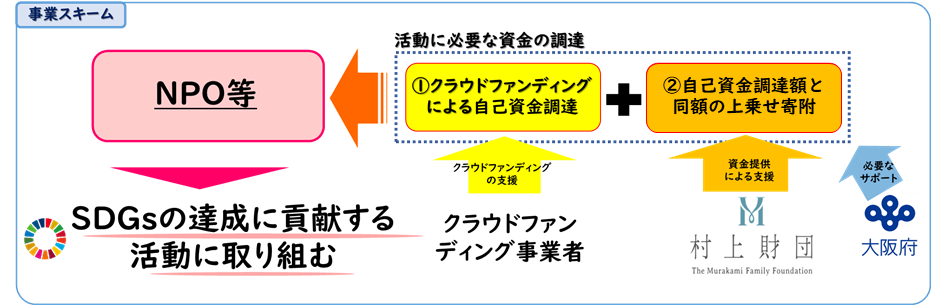 事業スキーム
活動に必要な資金の調達
NPO等
①クラウドファンディング
による自己資金調達
②自己資金調達額と
同額の上乗せ寄附
クラウドファンディング
の支援
資金提供
による支援
必要な
サポート
SDGsの達成に貢献する
活動に取り組む
クラウドファン
ディング事業者
村上財団
The Murakami Family Foundation
大阪府